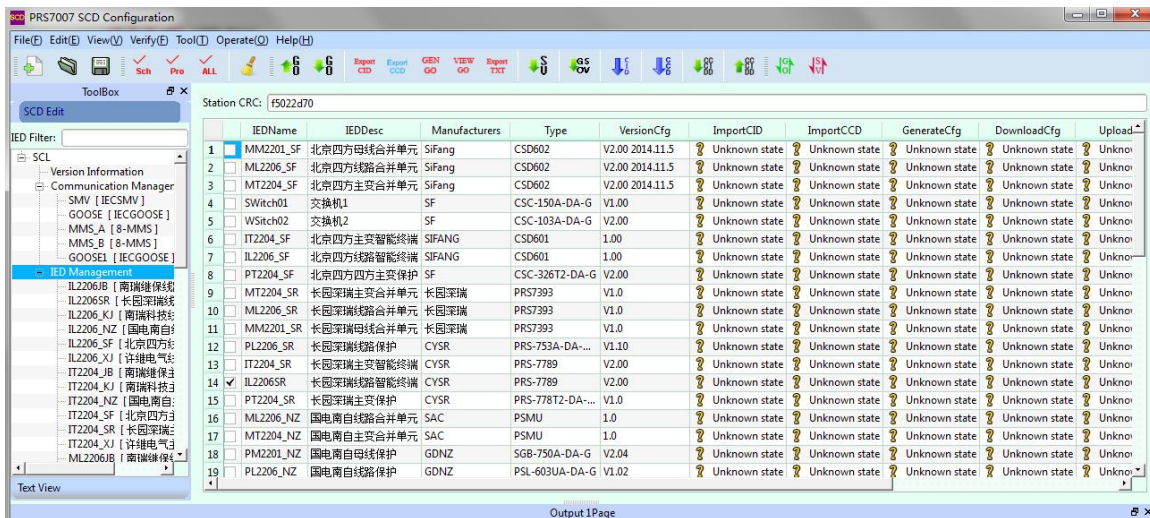 PRS7007 SCD Configuration
File(F) Edit(E) View(V) Verify(F) Tool(T) Operate(O) Help(H)
Sch Pro ALL Export CID Export CCD GEN GO VIEW GO Export TXT
ToolBox
SCD Edit
IED Filter:
SCL
Version Information
Communication Manager
SMV [ IECSMV ]
GOOSE [ IECGOOSE ]
MMS_A [ 8-MMS ]
MMS_B [ 8-MMS ]
GOOSE1 [ IECGOOSE ]
IED Management
IL2206JB [ 南瑞继保线
IL2206SR [ 长园深瑞线
IL2206_KJ [ 南瑞科技线
IL2206_NZ [ 国电南自
IL2206_SF [ 北京四方
IL2206_XJ [ 许继电气
IT2204_JB [ 南瑞继保主
IT2204_KJ [ 南瑞科技主
IT2204_NZ [ 国电南自
IT2204_SF [ 北京四方主
IT2204_SR [ 长园深瑞
IT2204_XJ [ 许继电气主
ML2206JB [ 南瑞继保
Text View
Station CRC: f5022d70
IEDName IEDDesc Manufacturers Type VersionCfg ImportCID ImportCCD GenerateCfg DownloadCfg Upload
1 MM2201_SF 北京四方母线合并单元 SiFang CSD602 V2.00 2014.11.5 Unknown state Unknown state Unknown state Unknown state Unkno
2 ML2206_SF 北京四方线路合并单元 SiFang CSD602 V2.00 2014.11.5 Unknown state Unknown state Unknown state Unknown state Unkno
3 MT2204_SF 北京四方主变合并单元 SiFang CSD602 V2.00 2014.11.5 Unknown state Unknown state Unknown state Unknown state Unkno
4 SWitch01 交换机1 SF CSC-150A-DA-G V1.00 Unknown state Unknown state Unknown state Unknown state Unkno
5 WSitch02 交换机2 SF CSC-103A-DA-G V2.00 Unknown state Unknown state Unknown state Unknown state Unkno
6 IT2204_SF 北京四方主变智能终端 SIFANG CSD601 1.00 Unknown state Unknown state Unknown state Unknown state Unkno
7 IL2206_SF 北京四方线路智能终端 SIFANG CSD601 1.00 Unknown state Unknown state Unknown state Unknown state Unkno
8 PT2204_SF 北京四方四方主变保护 SF CSC-326T2-DA-G V2.00 Unknown state Unknown state Unknown state Unknown state Unkno
9 MT2204_SR 长园深瑞主变合并单元 长园深瑞 PRS7393 V1.0 Unknown state Unknown state Unknown state Unknown state Unkno
10 ML2206_SR 长园深瑞线路合并单元 长园深瑞 PRS7393 V1.0 Unknown state Unknown state Unknown state Unknown state Unkno
11 MM2201_SR 长园深瑞母线合并单元 长园深瑞 PRS7393 V1.0 Unknown state Unknown state Unknown state Unknown state Unkno
12 PL2206_SR 长园深瑞线路保护 CYSR PRS-753A-DA-... V1.10 Unknown state Unknown state Unknown state Unknown state Unkno
13 IT2204_SR 长园深瑞主变智能终端 CYSR PRS-7789 V2.00 Unknown state Unknown state Unknown state Unknown state Unkno
14 IL2206SR 长园深瑞线路智能终端 CYSR PRS-7789 V2.00 Unknown state Unknown state Unknown state Unknown state Unkno
15 PT2204_SR 长园深瑞主变保护 CYSR PRS-778T2-DA-... V1.0 Unknown state Unknown state Unknown state Unknown state Unkno
16 ML2204_NZ 国电南自线路合并单元 SAC PSMU 1.0 Unknown state Unknown state Unknown state Unknown state Unkno
17 MT2204_NZ 国电南自主变合并单元 SAC PSMU 1.0 Unknown state Unknown state Unknown state Unknown state Unkno
18 PM2201_NZ 国电南自母线保护 GDNZ SGB-750A-DA-G V2.04 Unknown state Unknown state Unknown state Unknown state Unkno
19 PL2206_NZ 国电南自线路保护 GDNZ PSL-603UA-DA-G V1.02 Unknown state Unknown state Unknown state Unknown state Unkno
Output 1Page